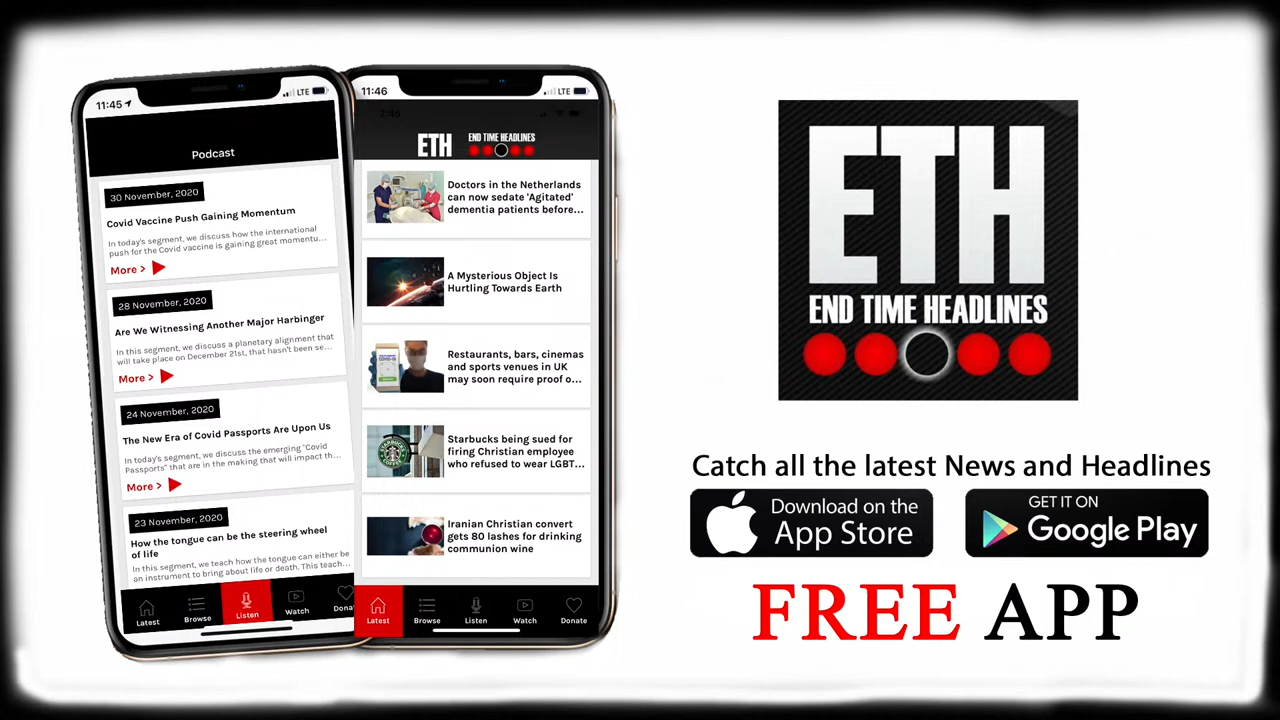 11:45
LTE
Podcast
30 November, 2020
Covid Vaccine Push Gaining Momentum
In today's segment, we discuss how the international
push for the Covid vaccine is gaining great momentu...
More >
28 November, 2020
Are We Witnessing Another Major Harbinger
In this segment, we discuss a planetary alignment that
will take place on December 21st, that hasn't been se...
More >
24 November, 2020
The New Era of Covid Passports Are Upon Us
In today's segment, we discuss the emerging "Covid
Passports" that are in the making that will impact th...
More >
23 November, 2020
How the tongue can be the steering wheel
of life
In this segment, we teach how the tongue can either be
an instrument to bring about life or death. This teach...
Latest
Browse
Listen
Watch
Donat
11:46
LTE
2:45
ETH
END TIME HEADLINES
Doctors in the Netherlands
can now sedate 'Agitated'
dementia patients before...
A Mysterious Object Is
Hurtling Towards Earth
Restaurants, bars, cinemas
and sports venues in UK
may soon require proof o...
Starbucks being sued for
firing Christian employee
who refused to wear LGBT...
Iranian Christian convert
gets 80 lashes for drinking
communion wine
Latest
Browse
Listen
Watch
Donate
ETH
END TIME HEADLINES
Catch all the latest News and Headlines
Download on the
App Store
GET IT ON
Google Play
FREE APP